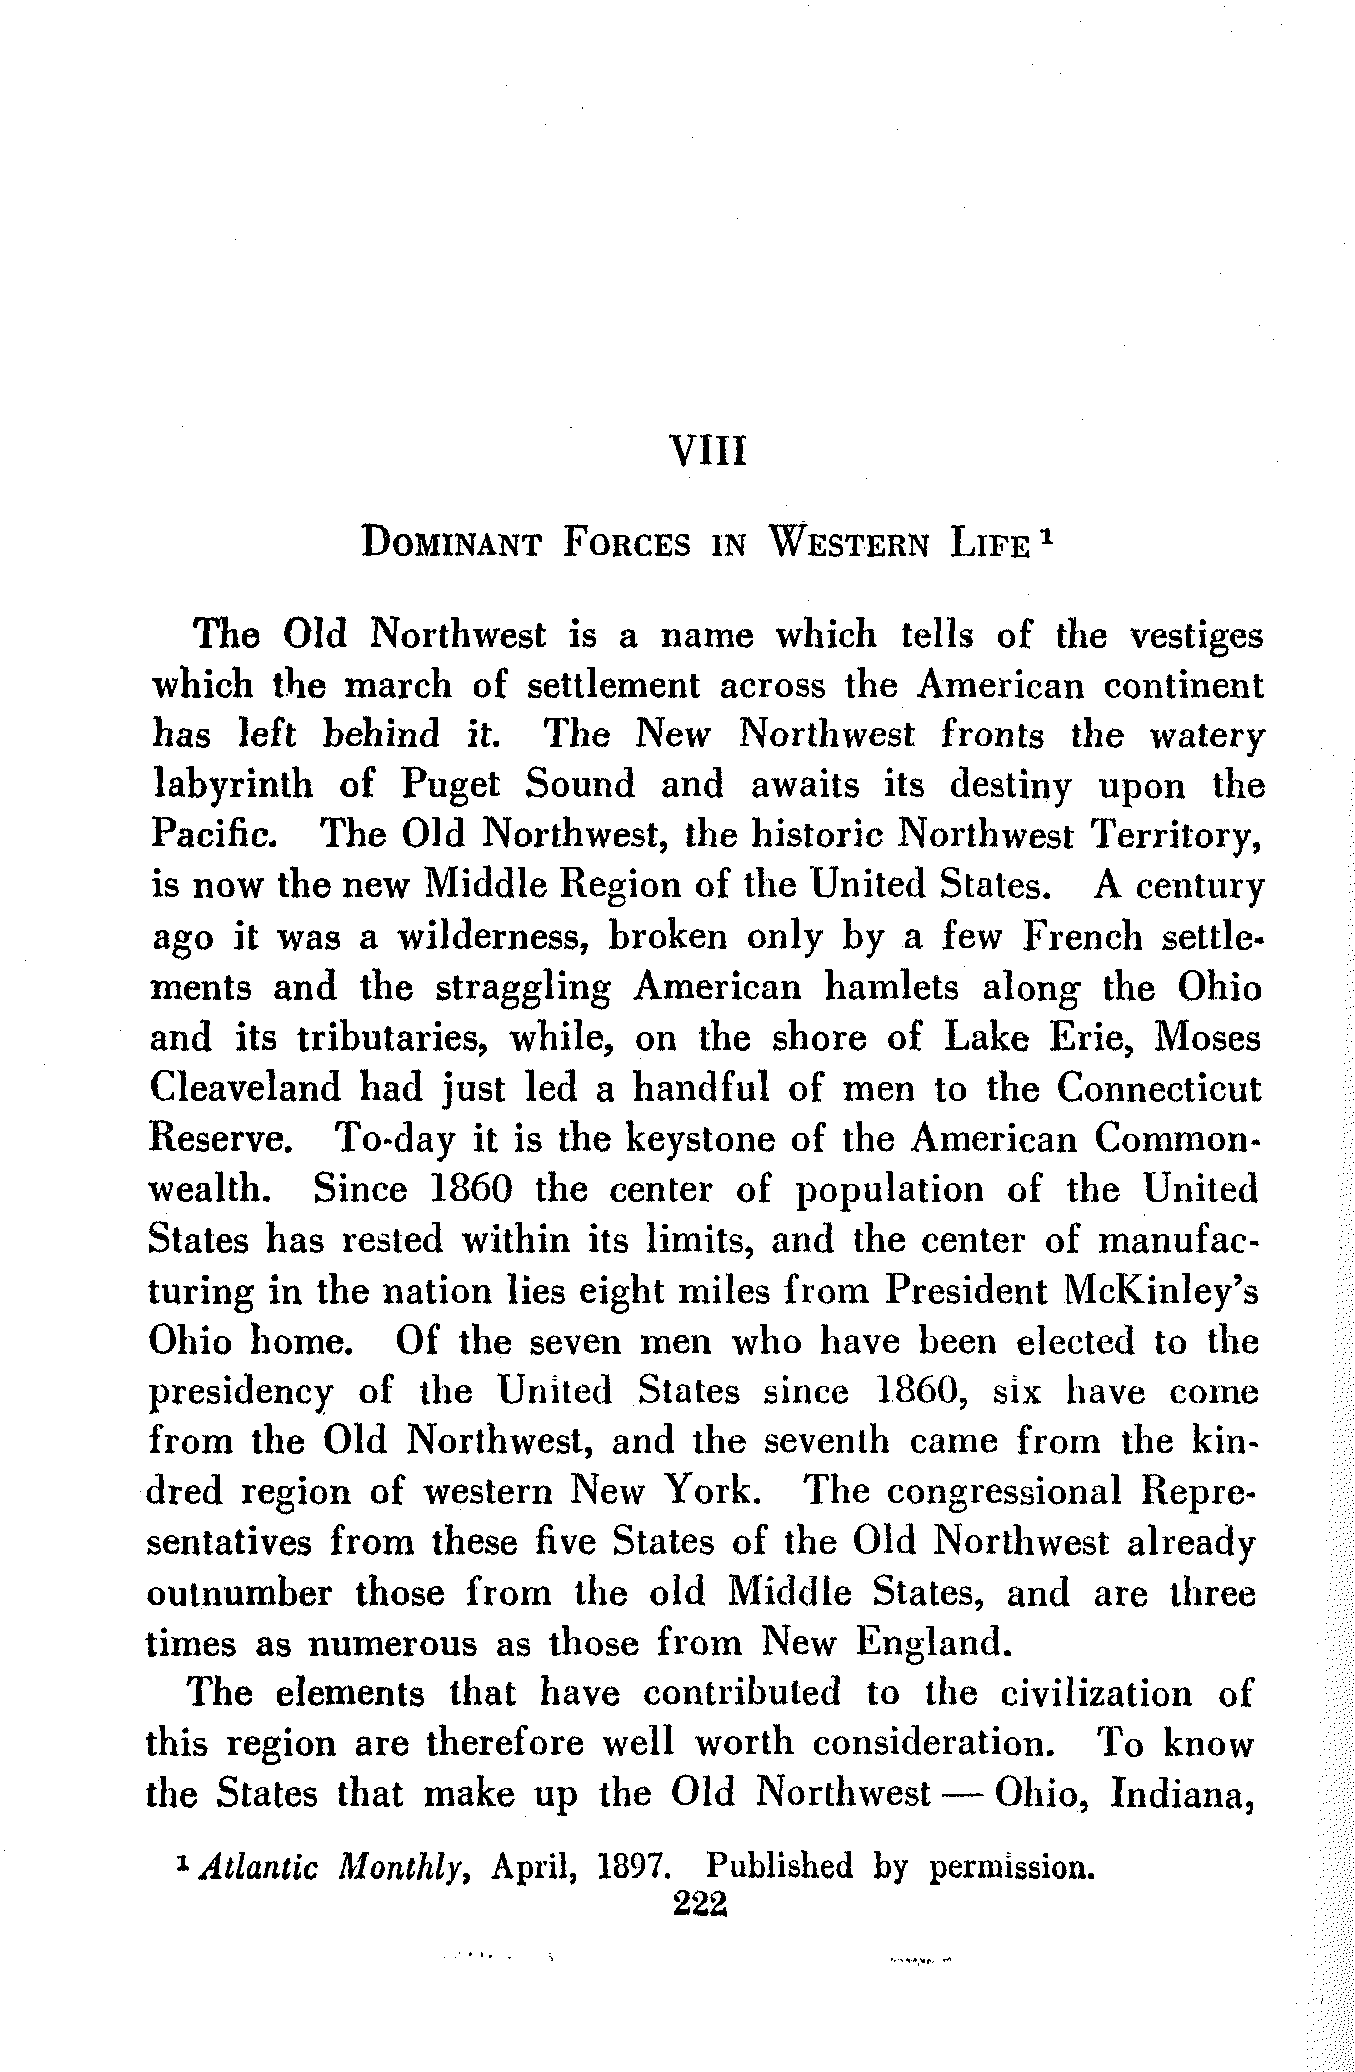 VIII
Dominant Forces in Western Life ¹
The Old Northwest is a name which tells of the vestiges
which the march of settlement across the American continent
has left behind it. The New Northwest fronts the watery
labyrinth of Puget Sound and awaits its destiny upon the
Pacific. The Old Northwest, the historic Northwest Territory,
is now the new Middle Region of the United States. A century
ago it was a wilderness, broken only by a few French settle-
ments and the straggling American hamlets along the Ohio
and its tributaries, while, on the shore of Lake Erie, Moses
Cleaveland had just led a handful of men to the Connecticut
Reserve. To-day it is the keystone of the American Common-
wealth. Since 1860 the center of population of the United
States has rested within its limits, and the center of manufac-
turing in the nation lies eight miles from President McKinley's
Ohio home. Of the seven men who have been elected to the
presidency of the United States since 1860, six have come
from the Old Northwest, and the seventh came from the kin-
dred region of western New York. The congressional Repre-
sentatives from these five States of the Old Northwest already
outnumber those from the old Middle States, and are three
times as numerous as those from New England.
The elements that have contributed to the civilization of
this region are therefore well worth consideration. To know
the States that make up the Old Northwest — Ohio, Indiana,
¹ Atlantic Monthly, April, 1897. Published by permission.
222